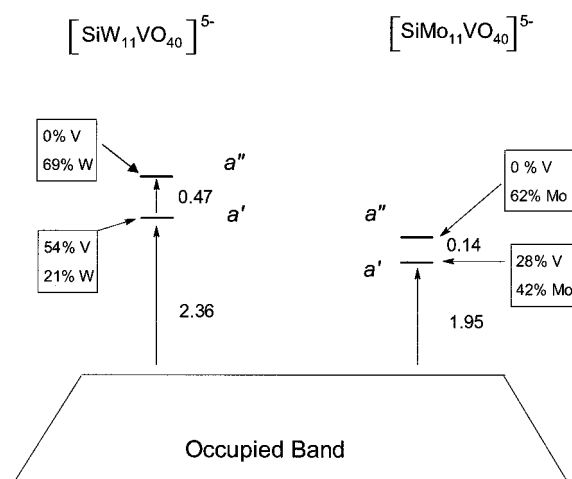 [SiW₁₁VO₄₀]⁵⁻
[SiMo₁₁VO₄₀]⁵⁻
0% V
69% W
a"
0.47
a'
54% V
21% W
2.36
0 % V
62% Mo
a"
0.14
a'
28% V
42% Mo
1.95
Occupied Band